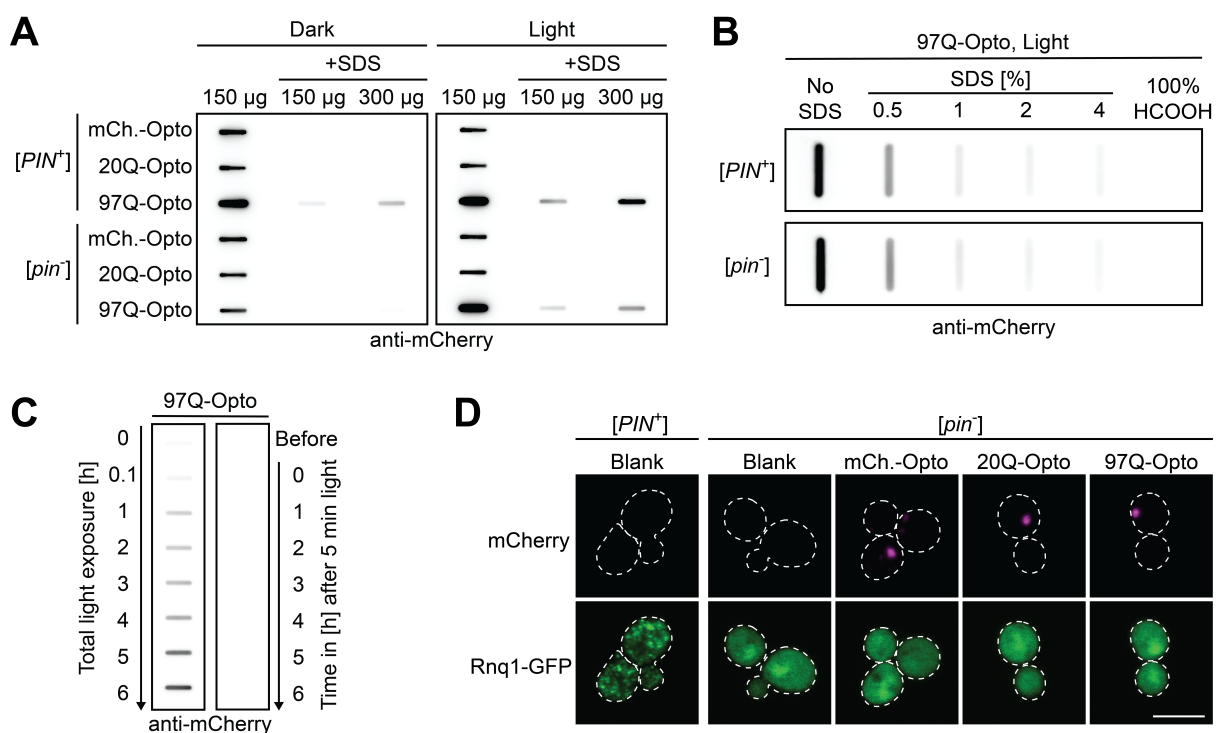 A
Dark
Light
+SDS
+SDS
150 µg 150 µg 300 µg 150 µg 150 µg 300 µg
[PIN⁺]
mCh.-Opto
20Q-Opto
97Q-Opto
[pin⁻]
mCh.-Opto
20Q-Opto
97Q-Opto
anti-mCherry
B
97Q-Opto, Light
No SDS
SDS [%]
0.5 1 2 4
100% HCOOH
[PIN⁺]
[pin⁻]
anti-mCherry
C
97Q-Opto
Total light exposure [h]
0
0.1
1
2
3
4
5
6
Before
0
1
2
3
4
5
6
Time in [h] after 5 min light
anti-mCherry
D
[PIN⁺] [pin⁻]
Blank Blank mCh.-Opto 20Q-Opto 97Q-Opto
mCherry
Rnq1-GFP